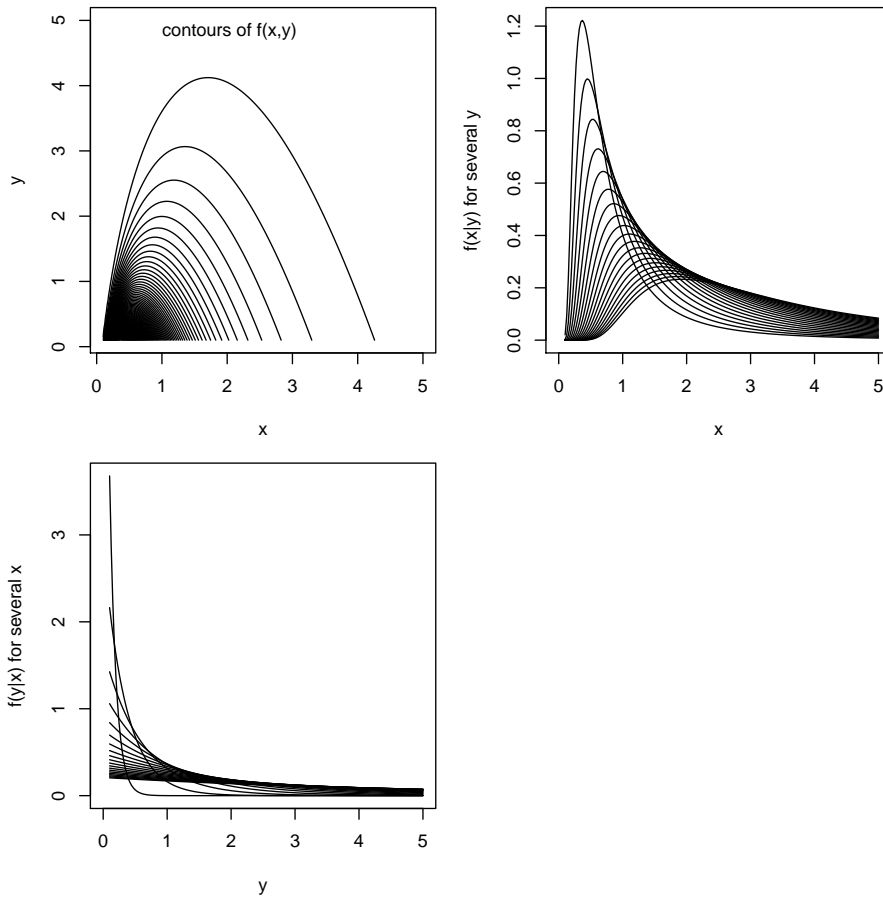 contours of f(x,y)
y
0 1 2 3 4 5
0 1 2 3 4 5
x
f(x|y) for several y
0.0 0.2 0.4 0.6 0.8 1.0 1.2
0 1 2 3 4 5
x
f(y|x) for several x
0 1 2 3
0 1 2 3 4 5
y